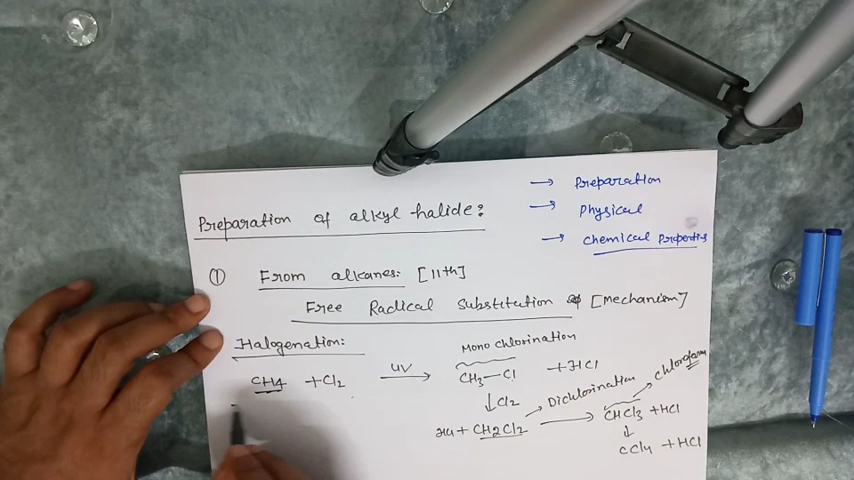 Preparation of alkyl halide:
→ Preparation
→ Physical
→ chemical Properties
① From alkanes: [11th]
Free Radical Substitution [Mechanism]
Halogenation:
Mono chlorination
CH4 + Cl2 —UV→ CH3—Cl + HCl
↓Cl2 Dichlorination chloroform
HCl + CH2Cl2 → CHCl3 + HCl
↓
CCl4 + HCl